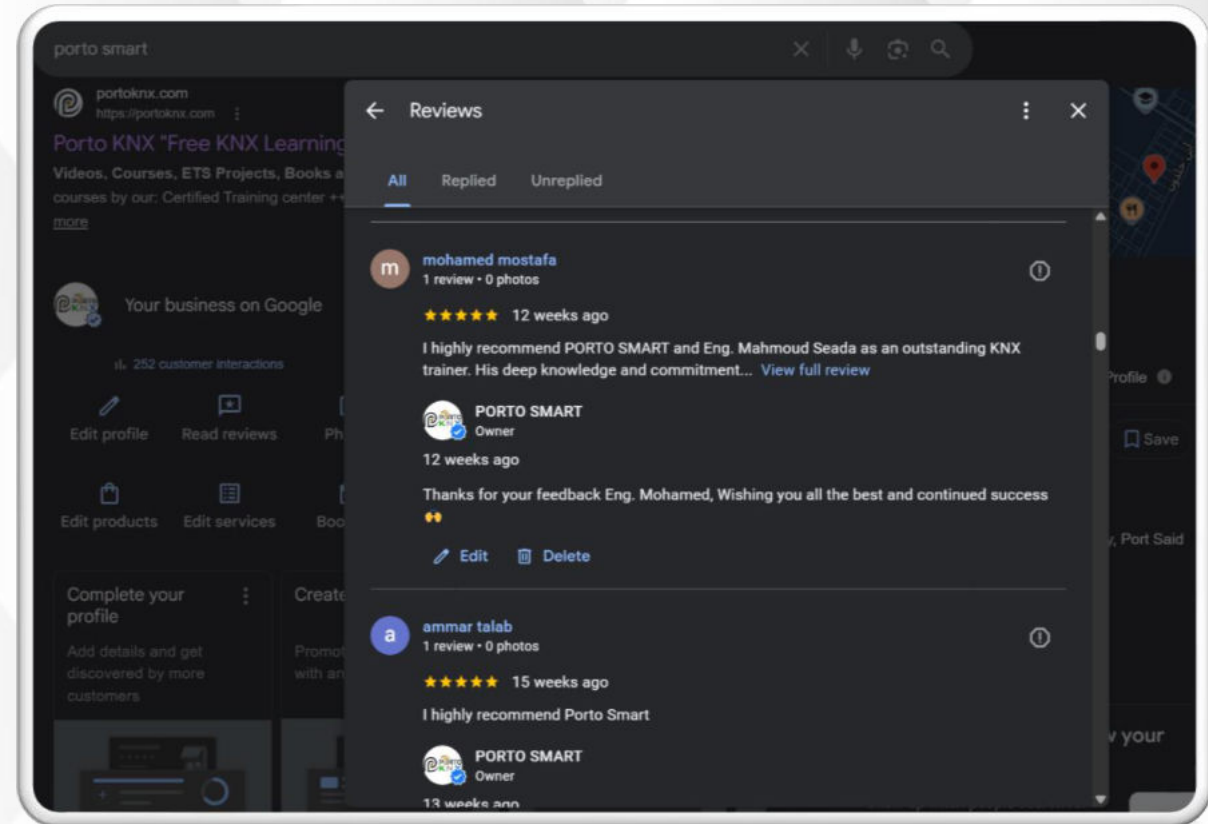 porto smart
portoknx.com
https://portoknx.com
Porto KNX "Free KNX Learning
Videos, Courses, ETS Projects, Books a
courses by our: Certified Training center ++
more
Your business on Google
252 customer interactions
Edit profile
Read reviews
Ph
Edit products
Edit services
Boo
Complete your
profile
Add details and get
discovered by more
customers
Create
Promot
with an
Reviews
All
Replied
Unreplied
m
mohamed mostafa
1 review • 0 photos
12 weeks ago
I highly recommend PORTO SMART and Eng. Mahmoud Seada as an outstanding KNX
trainer. His deep knowledge and commitment... View full review
PORTO SMART
Owner
12 weeks ago
Thanks for your feedback Eng. Mohamed, Wishing you all the best and continued success
🙌
Edit
Delete
a
ammar talab
1 review • 0 photos
15 weeks ago
I highly recommend Porto Smart
PORTO SMART
Owner
13 weeks ago
Profile
Save
y, Port Said
w your